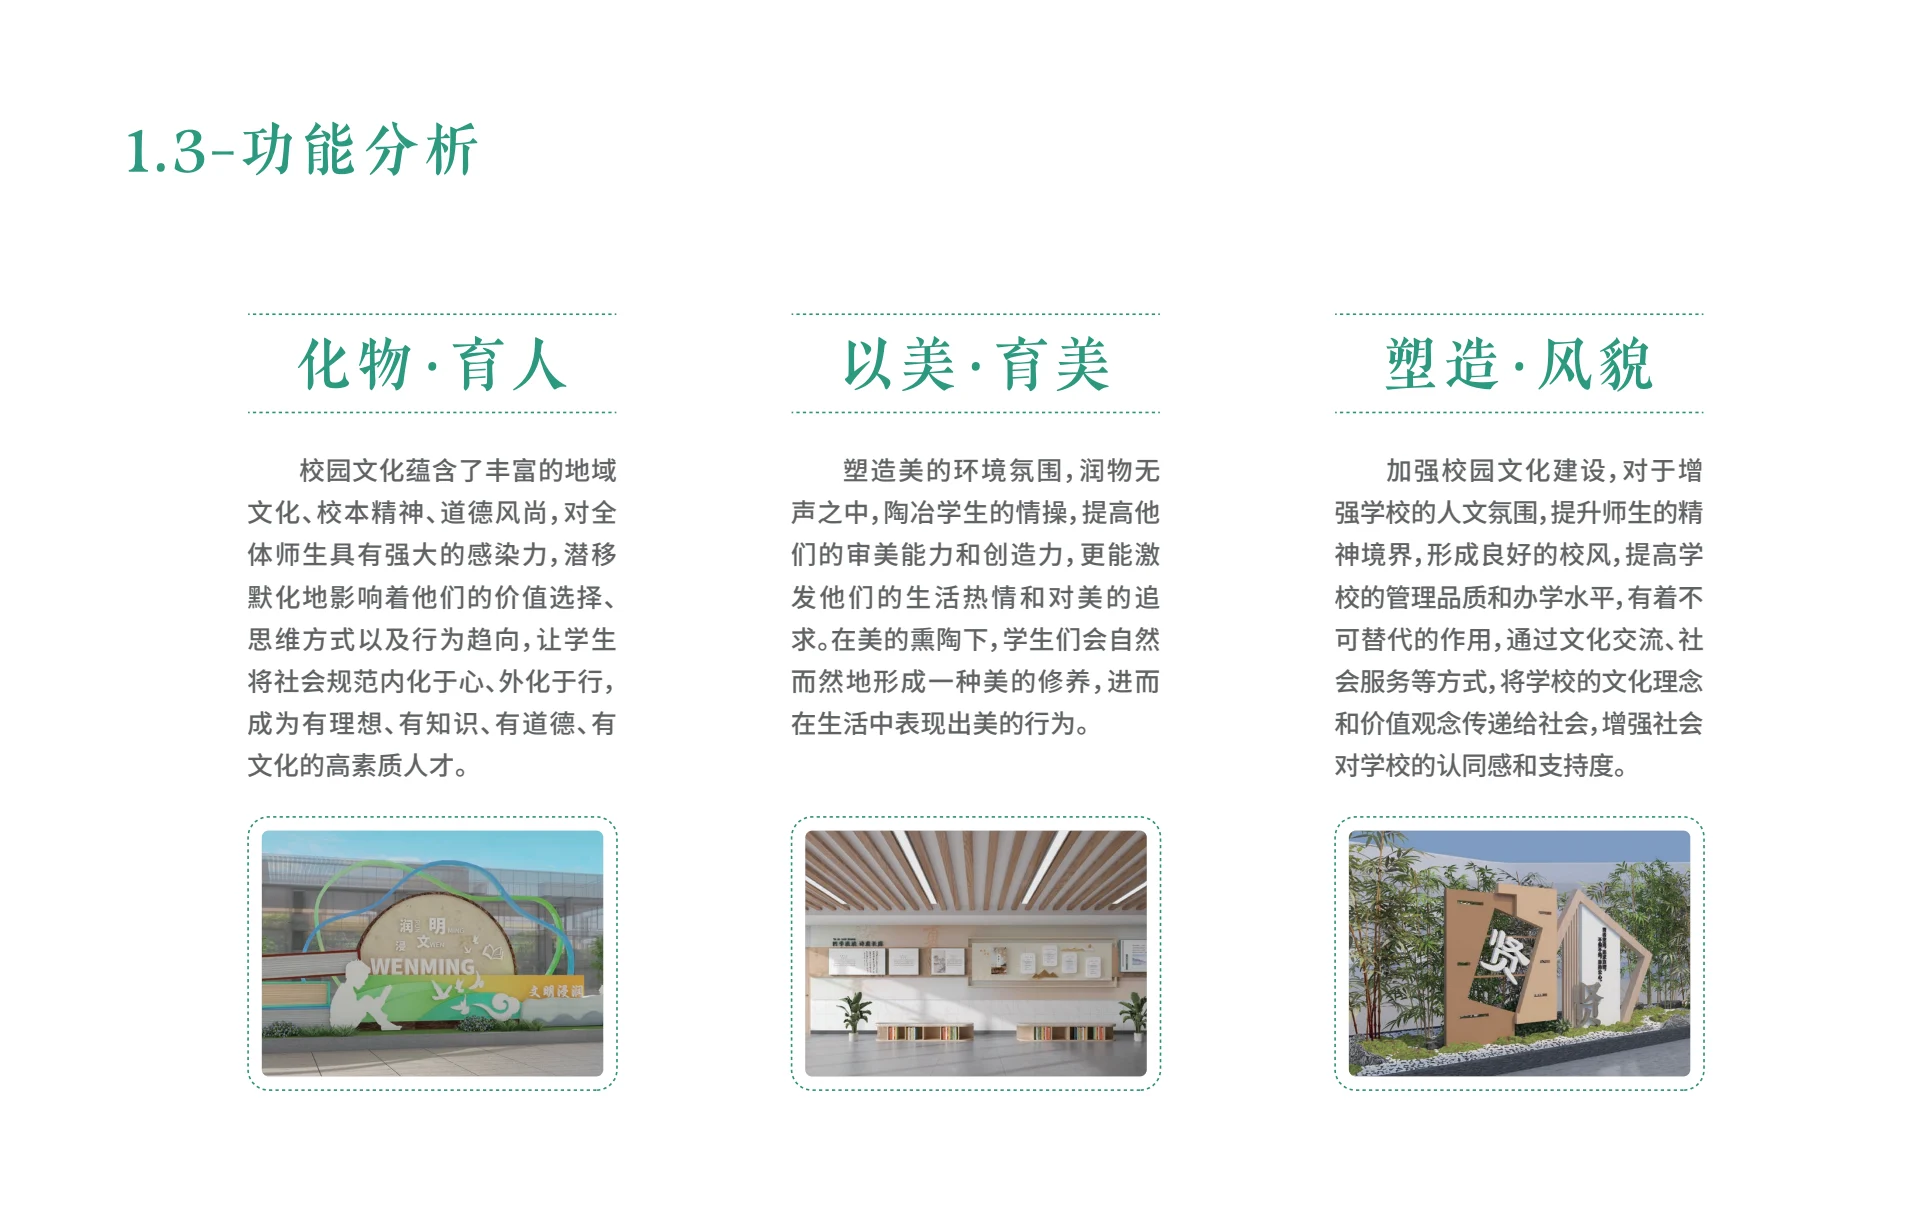 1.3-功能分析
化物·育人
校园文化蕴含了丰富的地域
文化、校本精神、道德风尚，对全
体师生具有强大的感染力，潜移
默化地影响着他们的价值选择、
思维方式以及行为趋向，让学生
将社会规范内化于心、外化于行，
成为有理想、有知识、有道德、有
文化的高素质人才。
润 明
浸 文
WENMING
文明浸润
以美·育美
塑造美的环境氛围，润物无
声之中，陶冶学生的情操，提高他
们的审美能力和创造力，更能激
发他们的生活热情和对美的追
求。在美的熏陶下，学生们会自然
而然地形成一种美的修养，进而
在生活中表现出美的行为。
塑造·风貌
加强校园文化建设，对于增
强学校的人文氛围，提升师生的精
神境界，形成良好的校风，提高学
校的管理品质和办学水平，有着不
可替代的作用，通过文化交流、社
会服务等方式，将学校的文化理念
和价值观念传递给社会，增强社会
对学校的认同感和支持度。
贤
贤